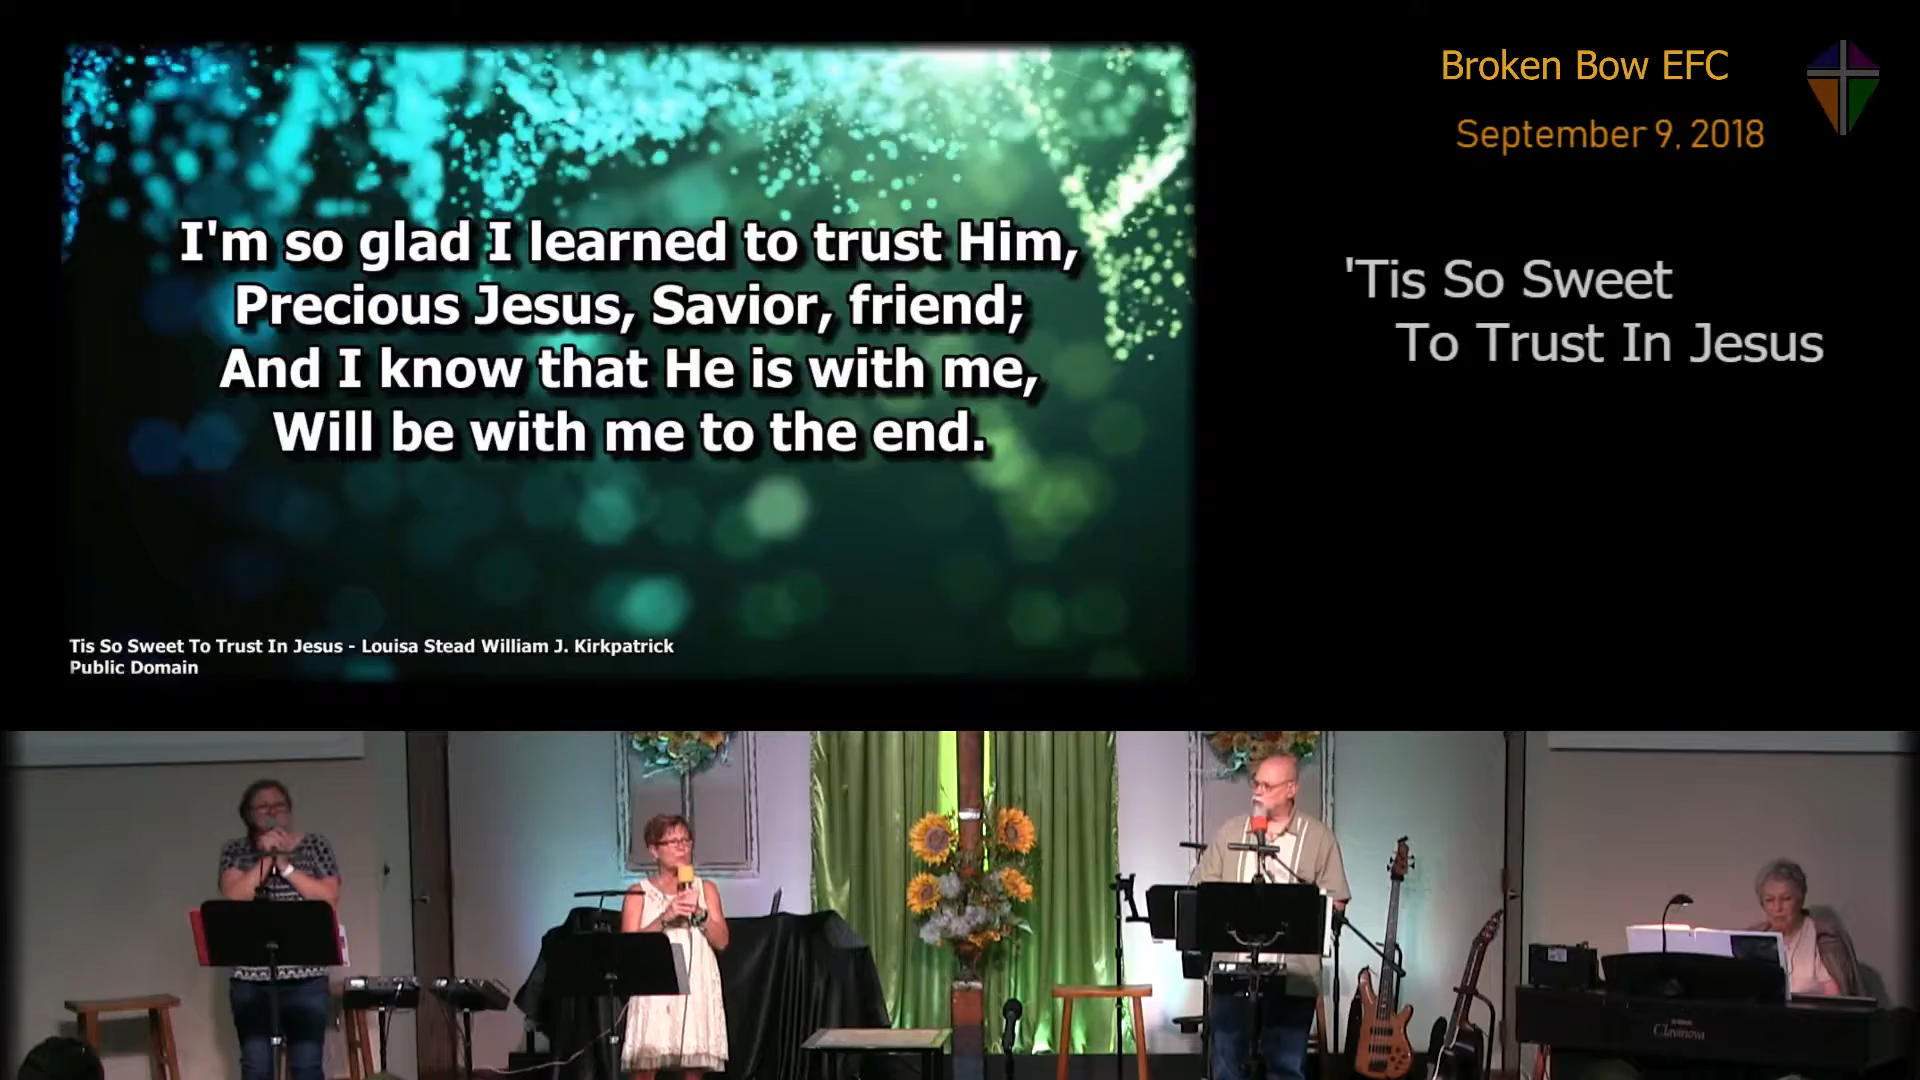 I'm so glad I learned to trust Him,
Precious Jesus, Savior, friend;
And I know that He is with me,
Will be with me to the end.
Tis So Sweet To Trust In Jesus - Louisa Stead William J. Kirkpatrick
Public Domain
Broken Bow EFC
September 9, 2018
'Tis So Sweet
To Trust In Jesus
Clavinova